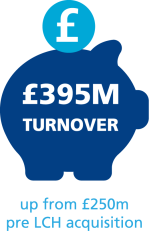 £
£395M
TURNOVER
up from £250m
pre LCH acquisition